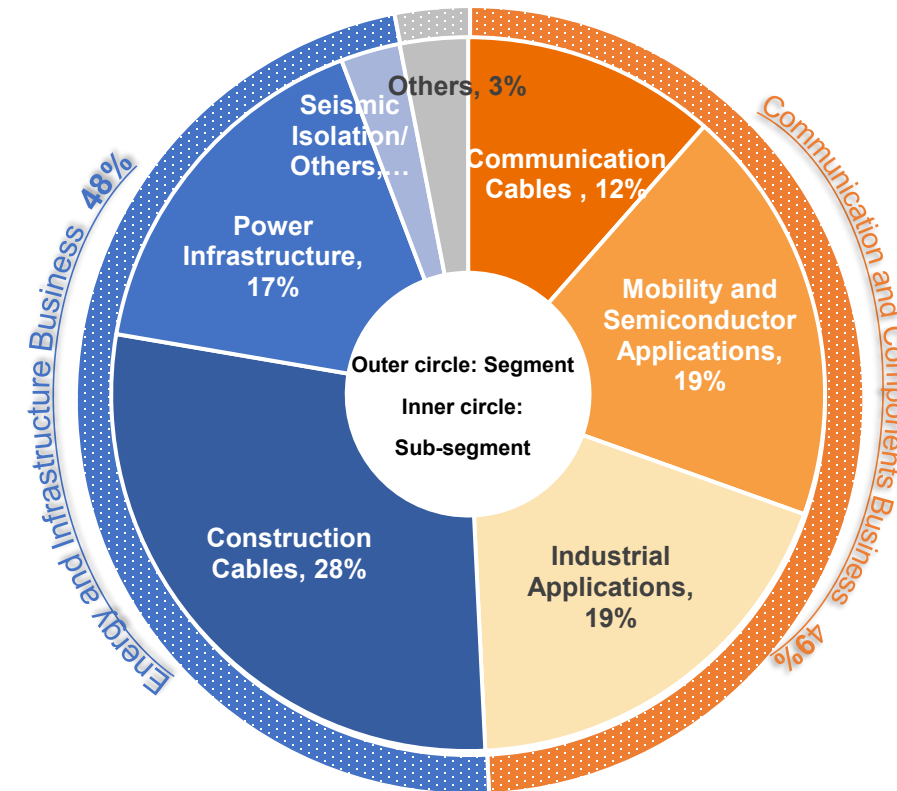 Others, 3%
Seismic
Isolation/
Others,...
Communication
Cables , 12%
Power
Infrastructure,
17%
Mobility and
Semiconductor
Applications,
19%
Outer circle: Segment
Inner circle:
Sub-segment
Construction
Cables, 28%
Industrial
Applications,
19%
Energy and Infrastructure Business 48%
Communication and Components Business 49%